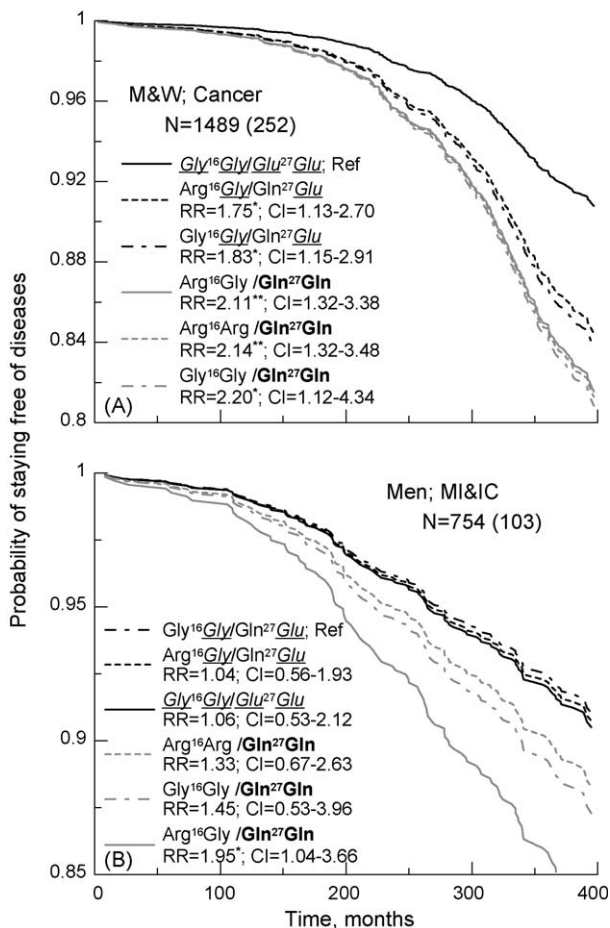 Probability of staying free of diseases
1
0.96
0.92
0.88
0.84
0.8
M&W; Cancer
N=1489 (252)
Gly¹⁶Gly/Glu²⁷Glu; Ref
Arg¹⁶Gly/Gln²⁷Glu
RR=1.75*; CI=1.13-2.70
Gly¹⁶Gly/Gln²⁷Glu
RR=1.83*; CI=1.15-2.91
Arg¹⁶Gly /Gln²⁷Gln
RR=2.11**; CI=1.32-3.38
Arg¹⁶Arg /Gln²⁷Gln
RR=2.14**; CI=1.32-3.48
Gly¹⁶Gly /Gln²⁷Gln
RR=2.20*; CI=1.12-4.34
(A)
1
0.95
0.9
0.85
Men; MI&IC
N=754 (103)
Gly¹⁶Gly/Gln²⁷Glu; Ref
Arg¹⁶Gly/Gln²⁷Glu
RR=1.04; CI=0.56-1.93
Gly¹⁶Gly/Glu²⁷Glu
RR=1.06; CI=0.53-2.12
Arg¹⁶Arg /Gln²⁷Gln
RR=1.33; CI=0.67-2.63
Gly¹⁶Gly /Gln²⁷Gln
RR=1.45; CI=0.53-3.96
Arg¹⁶Gly /Gln²⁷Gln
RR=1.95*; CI=1.04-3.66
(B)
0 100 200 300 400
Time, months